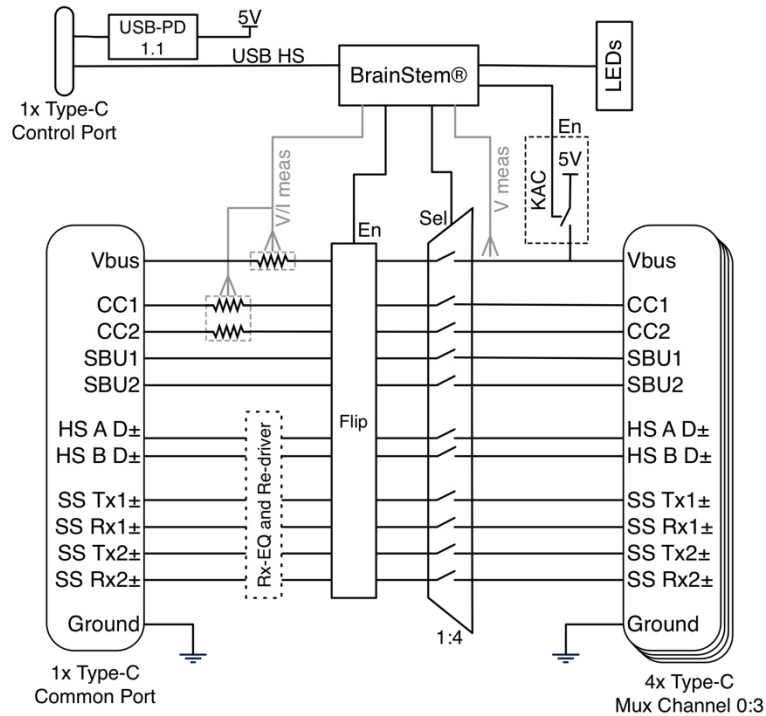 USB-PD
1.1
5V
USB HS
BrainStem®
LEDs
1x Type-C
Control Port
En
5V
KAC
V/I meas
V meas
En
Sel
Vbus
CC1
CC2
SBU1
SBU2
HS A D±
HS B D±
SS Tx1±
SS Rx1±
SS Tx2±
SS Rx2±
Ground
Rx-EQ and Re-driver
Flip
1:4
Vbus
CC1
CC2
SBU1
SBU2
HS A D±
HS B D±
SS Tx1±
SS Rx1±
SS Tx2±
SS Rx2±
Ground
1x Type-C
Common Port
4x Type-C
Mux Channel 0:3